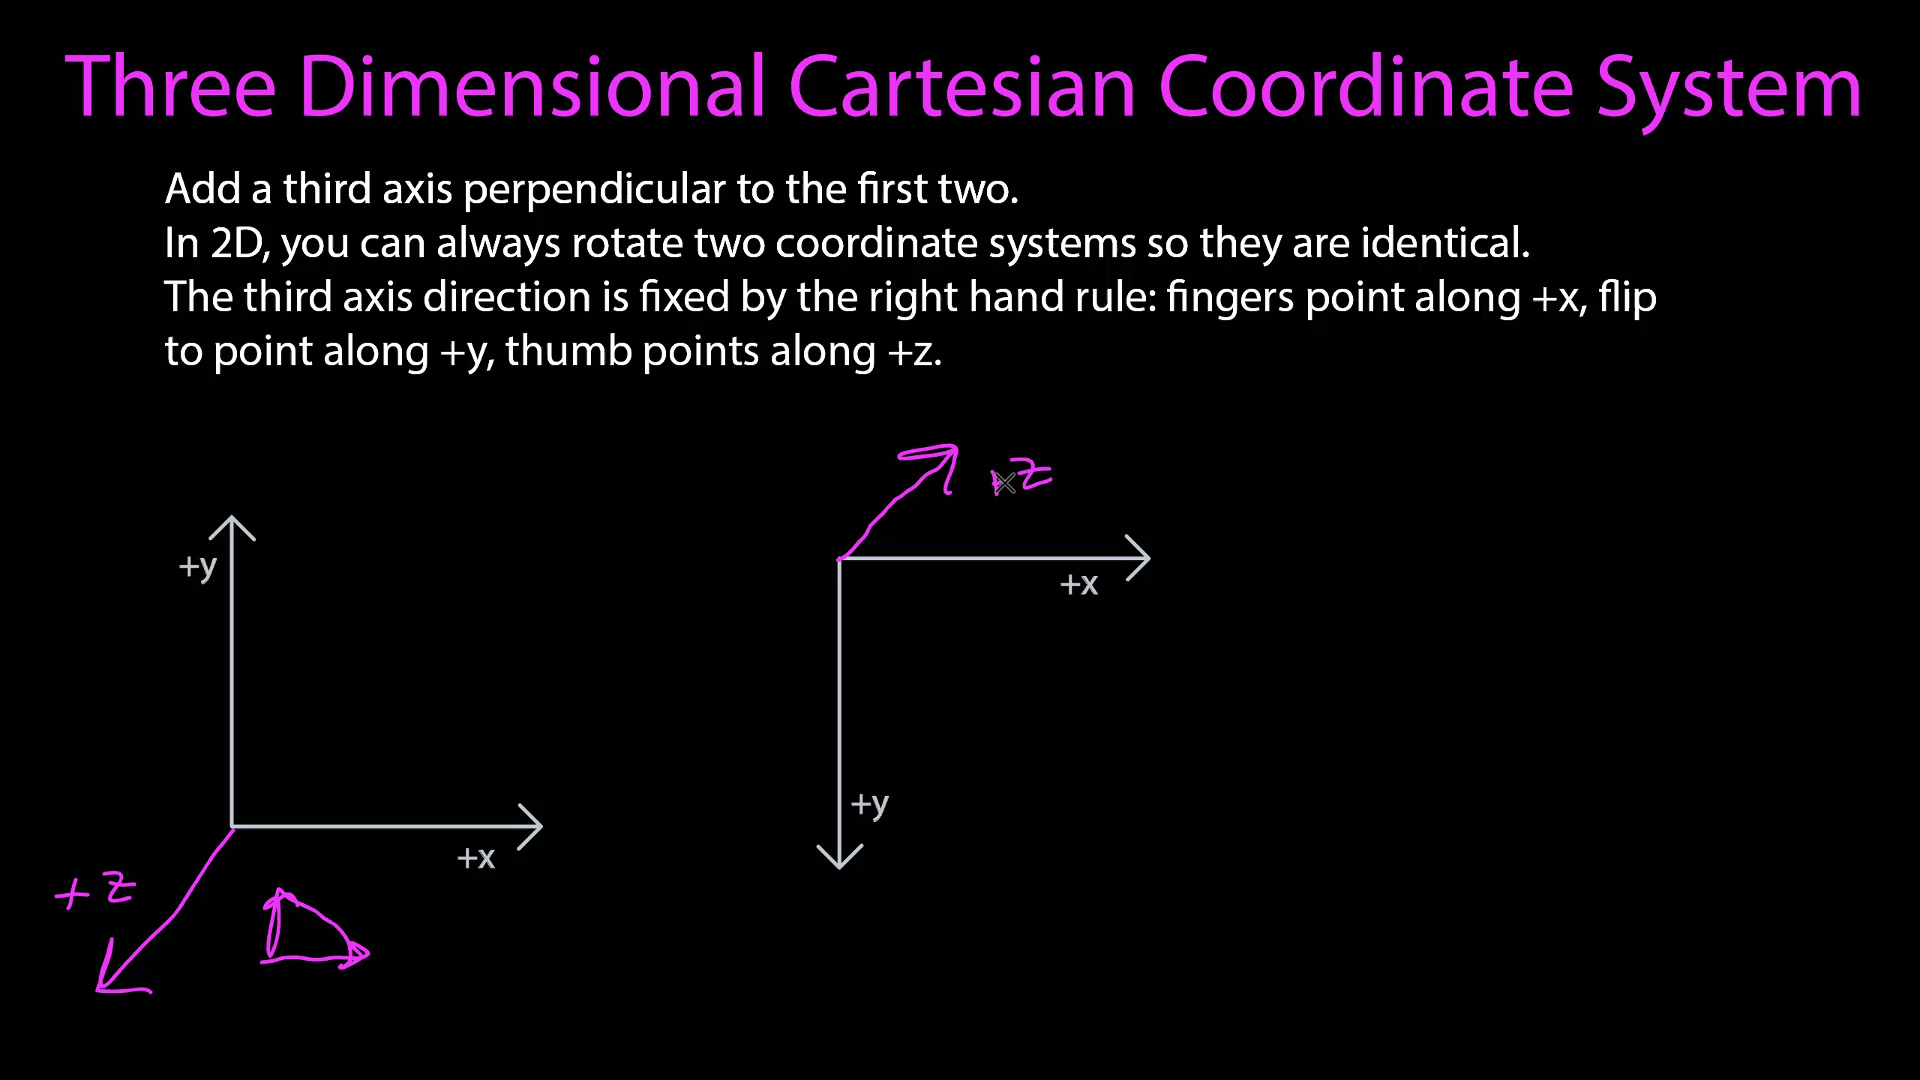 Three Dimensional Cartesian Coordinate System
Add a third axis perpendicular to the first two.
In 2D, you can always rotate two coordinate systems so they are identical.
The third axis direction is fixed by the right hand rule: fingers point along +x, flip
to point along +y, thumb points along +z.
+y
+x
+z
+z
+x
+y